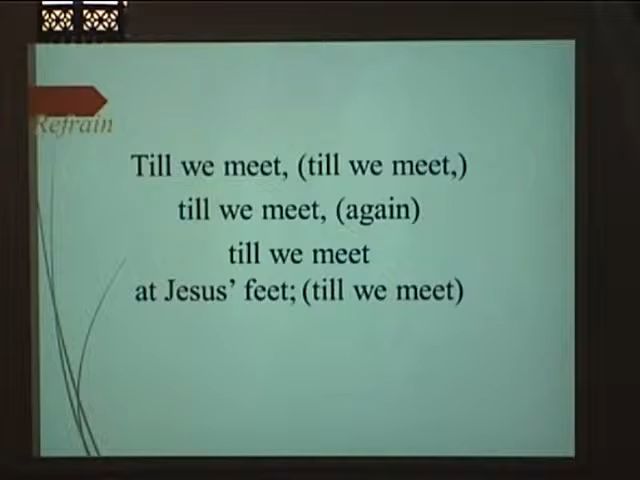 Refrain
Till we meet, (till we meet,)
till we meet, (again)
till we meet
at Jesus’ feet; (till we meet)